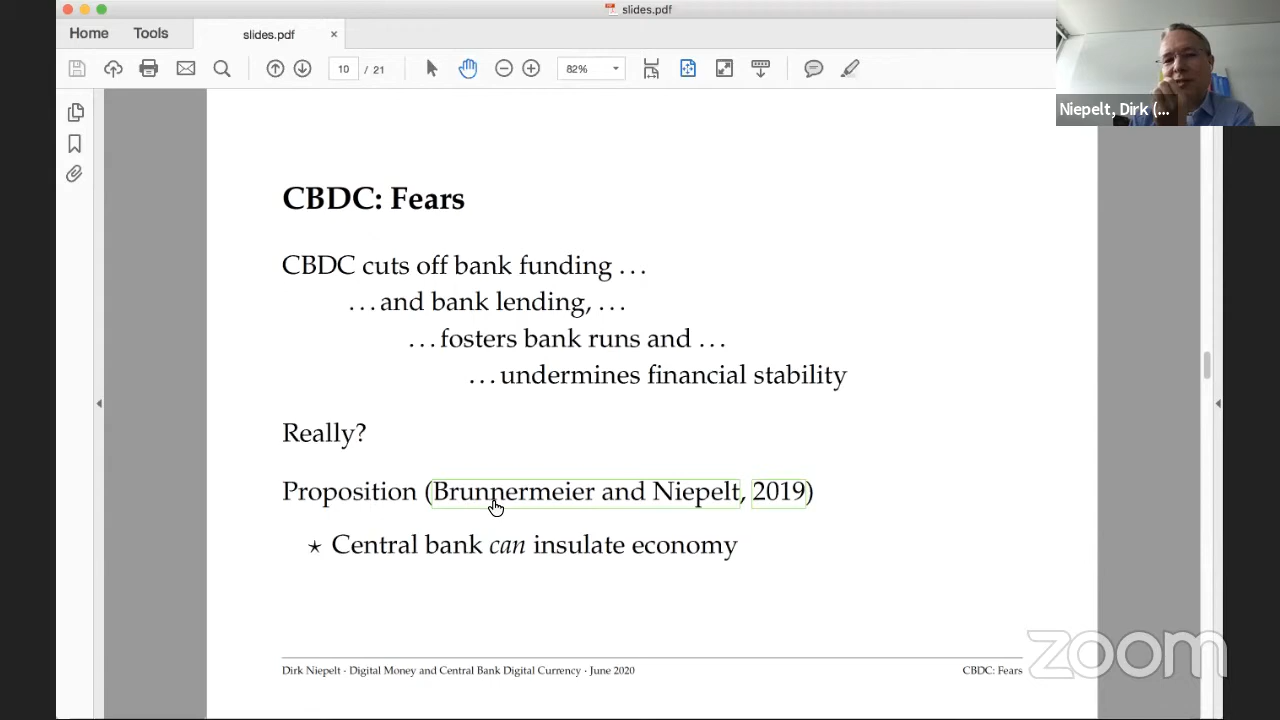 slides.pdf
Home
Tools
slides.pdf
×
10 / 21
82%
Niepelt, Dirk (...
CBDC: Fears
CBDC cuts off bank funding ...
... and bank lending, ...
... fosters bank runs and ...
... undermines financial stability
Really?
Proposition (Brunnermeier and Niepelt, 2019)
⋆ Central bank can insulate economy
Dirk Niepelt · Digital Money and Central Bank Digital Currency · June 2020
CBDC: Fears
zoom